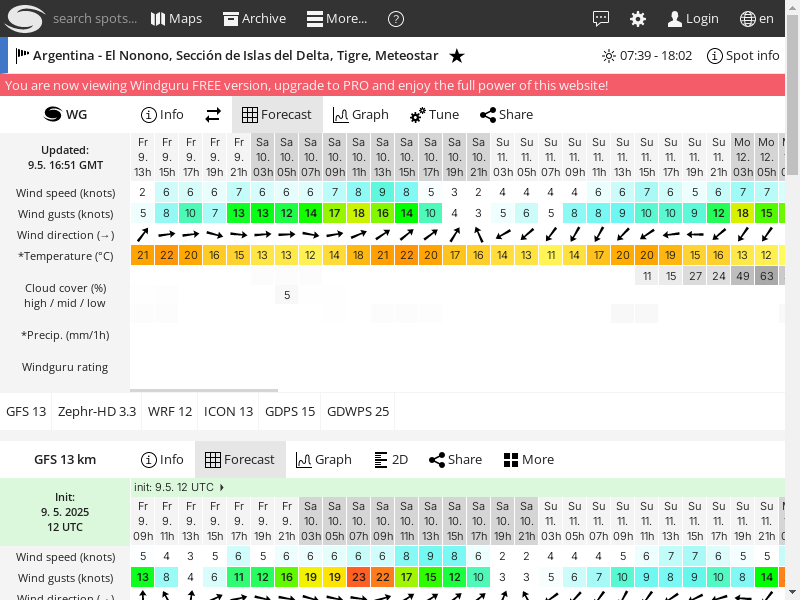 search spots... Maps Archive More... ? Login en
Argentina - El Nonono, Sección de Islas del Delta, Tigre, Meteostar ★ 07:39 - 18:02 Spot info
You are now viewing Windguru FREE version, upgrade to PRO and enjoy the full power of this website!
WG Info Forecast Graph Tune Share
Updated:
9.5. 16:51 GMT
Fr Fr Fr Fr Fr Sa Sa Sa Sa Sa Sa Sa Sa Sa Sa Su Su Su Su Su Su Su Su Su Su Mo Mo
9. 9. 9. 9. 9. 10. 10. 10. 10. 10. 10. 10. 10. 10. 10. 11. 11. 11. 11. 11. 11. 11. 11. 11. 11. 12. 12.
13h 15h 17h 19h 21h 03h 05h 07h 09h 11h 13h 15h 17h 19h 21h 03h 05h 07h 09h 11h 13h 15h 17h 19h 21h 03h 05h
Wind speed (knots) 2 6 6 6 7 6 6 6 7 8 9 8 5 3 2 4 4 4 4 6 6 7 6 5 6 7 7
Wind gusts (knots) 5 8 10 7 13 13 12 14 17 18 16 14 10 4 3 5 6 5 8 8 9 10 10 9 12 18 15
Wind direction (→)
*Temperature (°C) 21 22 20 16 15 13 13 12 14 18 21 22 20 17 16 14 13 11 14 17 20 20 19 15 16 13 12
11 15 27 24 49 63
Cloud cover (%)
high / mid / low
5
*Precip. (mm/1h)
Windguru rating
GFS 13 Zephr-HD 3.3 WRF 12 ICON 13 GDPS 15 GDWPS 25
GFS 13 km Info Forecast Graph 2D Share More
init: 9.5. 12 UTC
Init:
9. 5. 2025
12 UTC
Fr Fr Fr Fr Fr Fr Fr Sa Sa Sa Sa Sa Sa Sa Sa Sa Sa Su Su Su Su Su Su Su Su Su Su
9. 9. 9. 9. 9. 9. 9. 10. 10. 10. 10. 10. 10. 10. 10. 10. 10. 11. 11. 11. 11. 11. 11. 11. 11. 11. 11.
09h 11h 13h 15h 17h 19h 21h 03h 05h 07h 09h 11h 13h 15h 17h 19h 21h 03h 05h 07h 09h 11h 13h 15h 17h 19h 21h
Wind speed (knots) 5 4 3 5 6 5 6 6 6 6 6 8 9 8 6 2 2 4 4 4 5 6 7 7 6 5 5
Wind gusts (knots) 13 8 4 6 11 12 16 19 19 23 22 17 15 12 10 3 3 5 6 7 10 9 8 9 10 8 14
Wind direction (→)